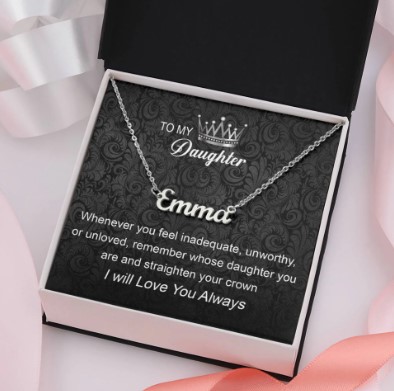 TO MY
Daughter
Emma
Whenever you feel inadequate, unworthy,
or unloved, remember whose daughter you
are and straighten your crown
I will Love You Always